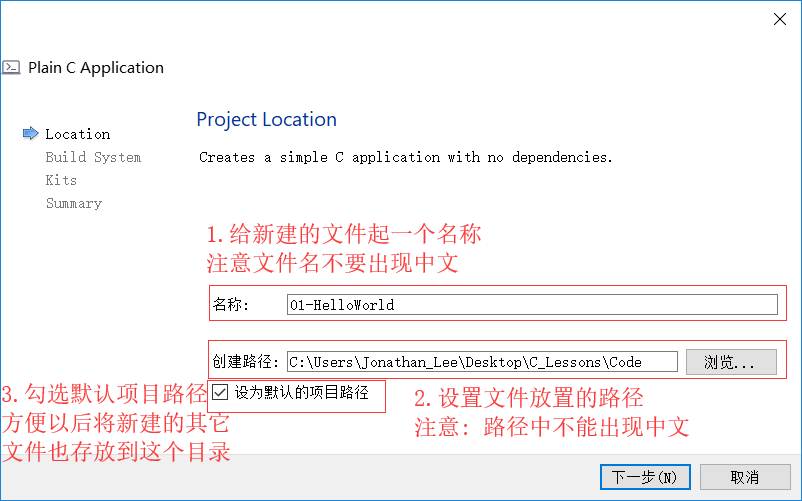 Plain C Application
Location
Build System
Kits
Summary
Project Location
Creates a simple C application with no dependencies.
1.给新建的文件起一个名称
注意文件名不要出现中文
名称: 01-HelloWorld
创建路径: C:\Users\Jonathan_Lee\Desktop\C_Lessons\Code 浏览...
设为默认的项目路径
3.勾选默认项目路径
方便以后将新建的其它
文件也存放到这个目录
2.设置文件放置的路径
注意: 路径中不能出现中文
下一步(N) 取消